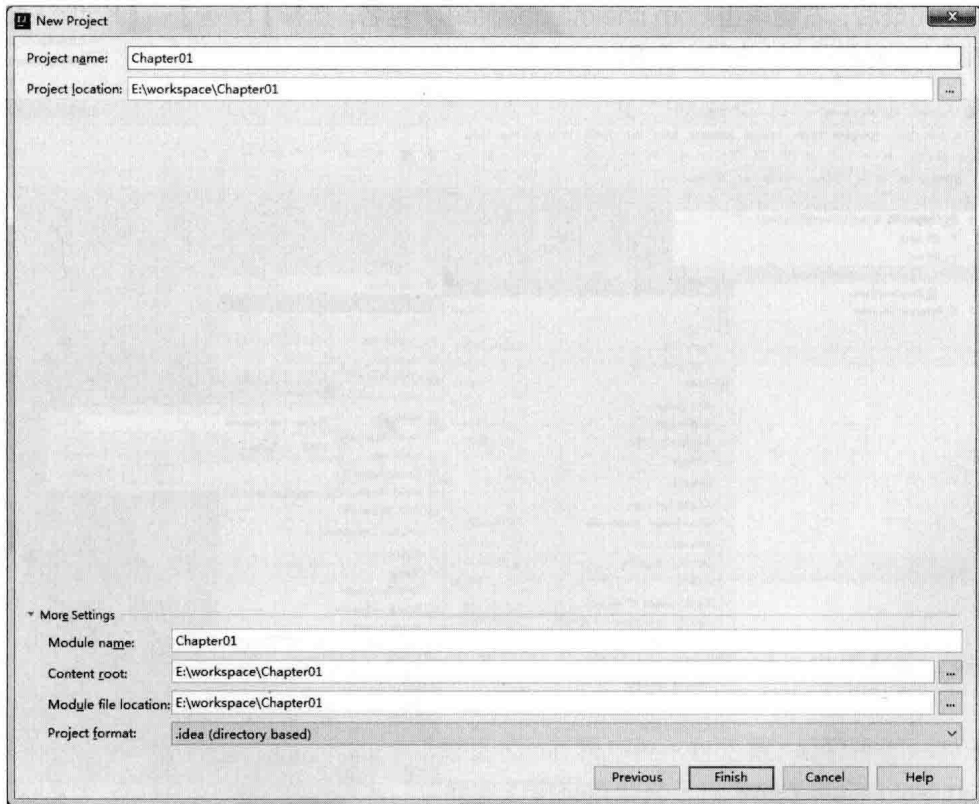 New Project
Project name: Chapter01
Project location: E:\workspace\Chapter01 ...
More Settings
Module name: Chapter01
Content root: E:\workspace\Chapter01 ...
Module file location: E:\workspace\Chapter01 ...
Project format: .idea (directory based)
Previous Finish Cancel Help